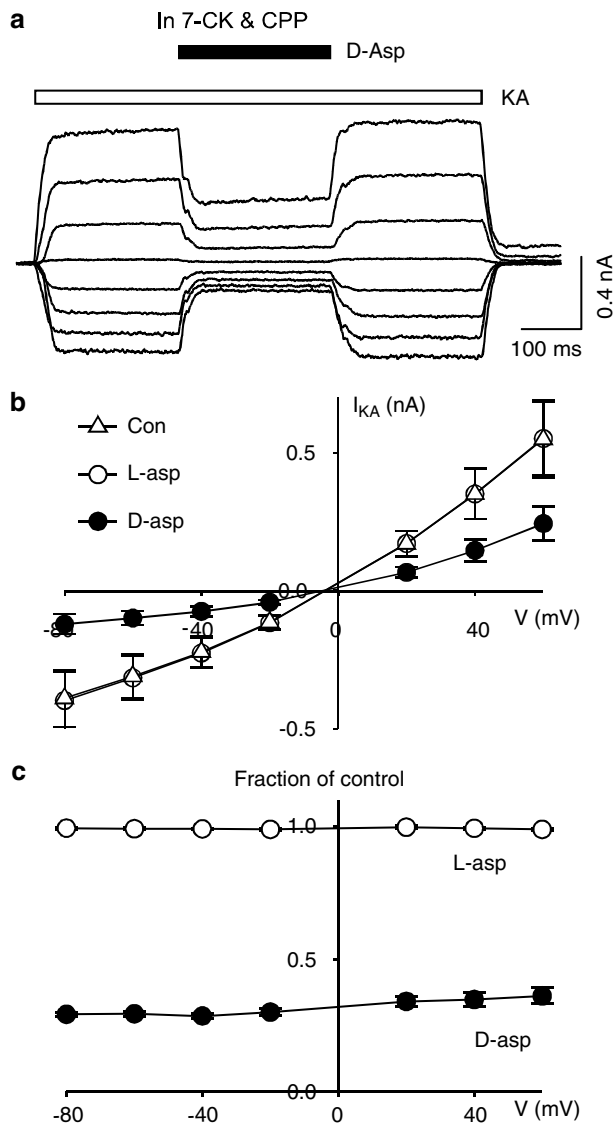 a
In 7-CK & CPP
D-Asp
KA
0.4 nA
100 ms
b
I_KA (nA)
Con
L-asp
D-asp
0.5
0.0
-80
-40
0
40
V (mV)
-0.5
c
Fraction of control
1.0
L-asp
0.5
D-asp
0.0
-80
-40
0
40
V (mV)